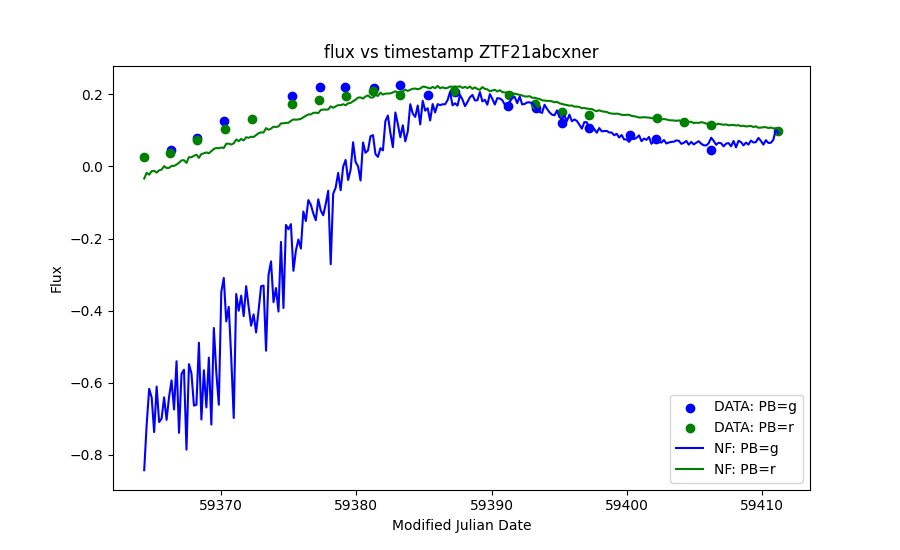 flux vs timestamp ZTF21abcxner
0.2
0.0
−0.2
−0.4
−0.6
−0.8
Flux
DATA: PB=g
DATA: PB=r
NF: PB=g
NF: PB=r
59370
59380
59390
59400
59410
Modified Julian Date